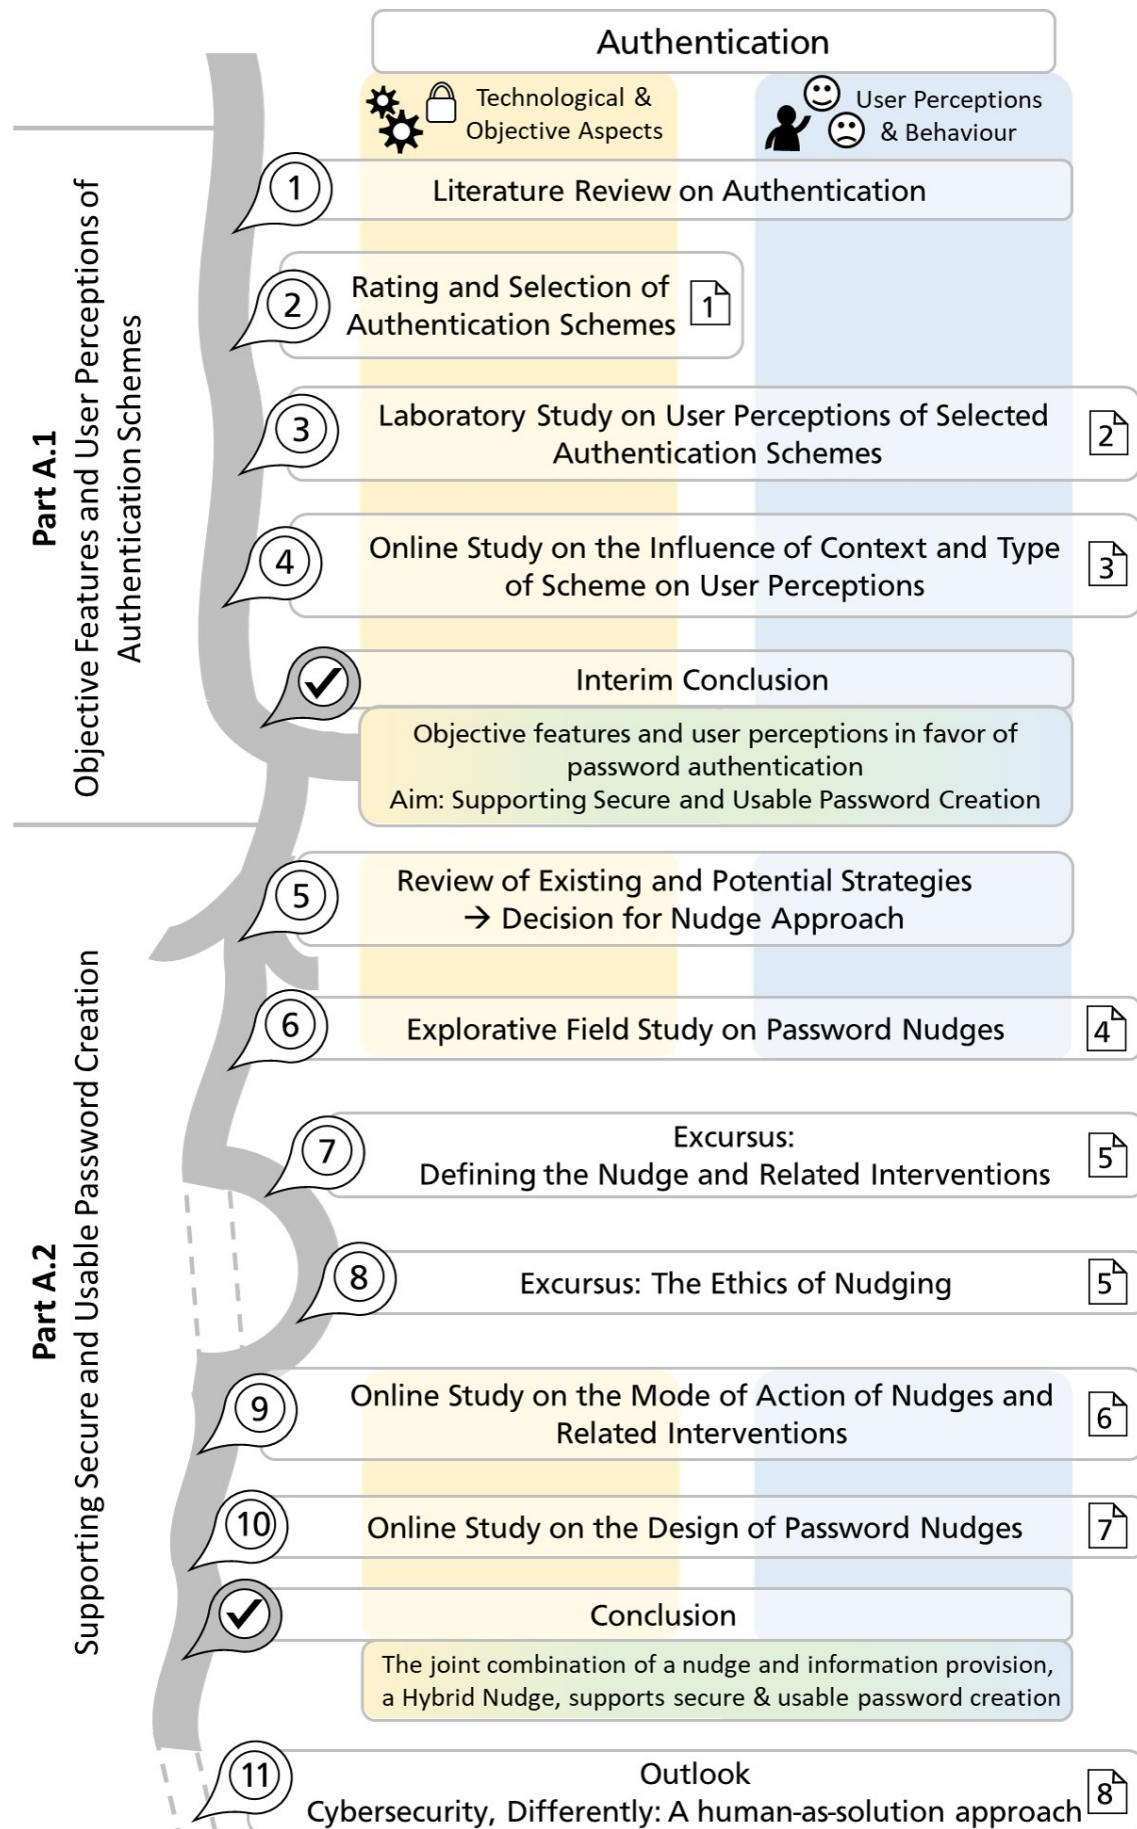 Authentication
Technological &
Objective Aspects
User Perceptions
& Behaviour
Part A.1
Objective Features and User Perceptions of
Authentication Schemes
1
Literature Review on Authentication
2
Rating and Selection of
Authentication Schemes
1
3
Laboratory Study on User Perceptions of Selected
Authentication Schemes
2
4
Online Study on the Influence of Context and Type
of Scheme on User Perceptions
3
Interim Conclusion
Objective features and user perceptions in favor of
password authentication
Aim: Supporting Secure and Usable Password Creation
Part A.2
Supporting Secure and Usable Password Creation
5
Review of Existing and Potential Strategies
→ Decision for Nudge Approach
6
Explorative Field Study on Password Nudges
4
7
Excursus:
Defining the Nudge and Related Interventions
5
8
Excursus: The Ethics of Nudging
5
9
Online Study on the Mode of Action of Nudges and
Related Interventions
6
10
Online Study on the Design of Password Nudges
7
Conclusion
The joint combination of a nudge and information provision,
a Hybrid Nudge, supports secure & usable password creation
11
Outlook
Cybersecurity, Differently: A human-as-solution approach
8